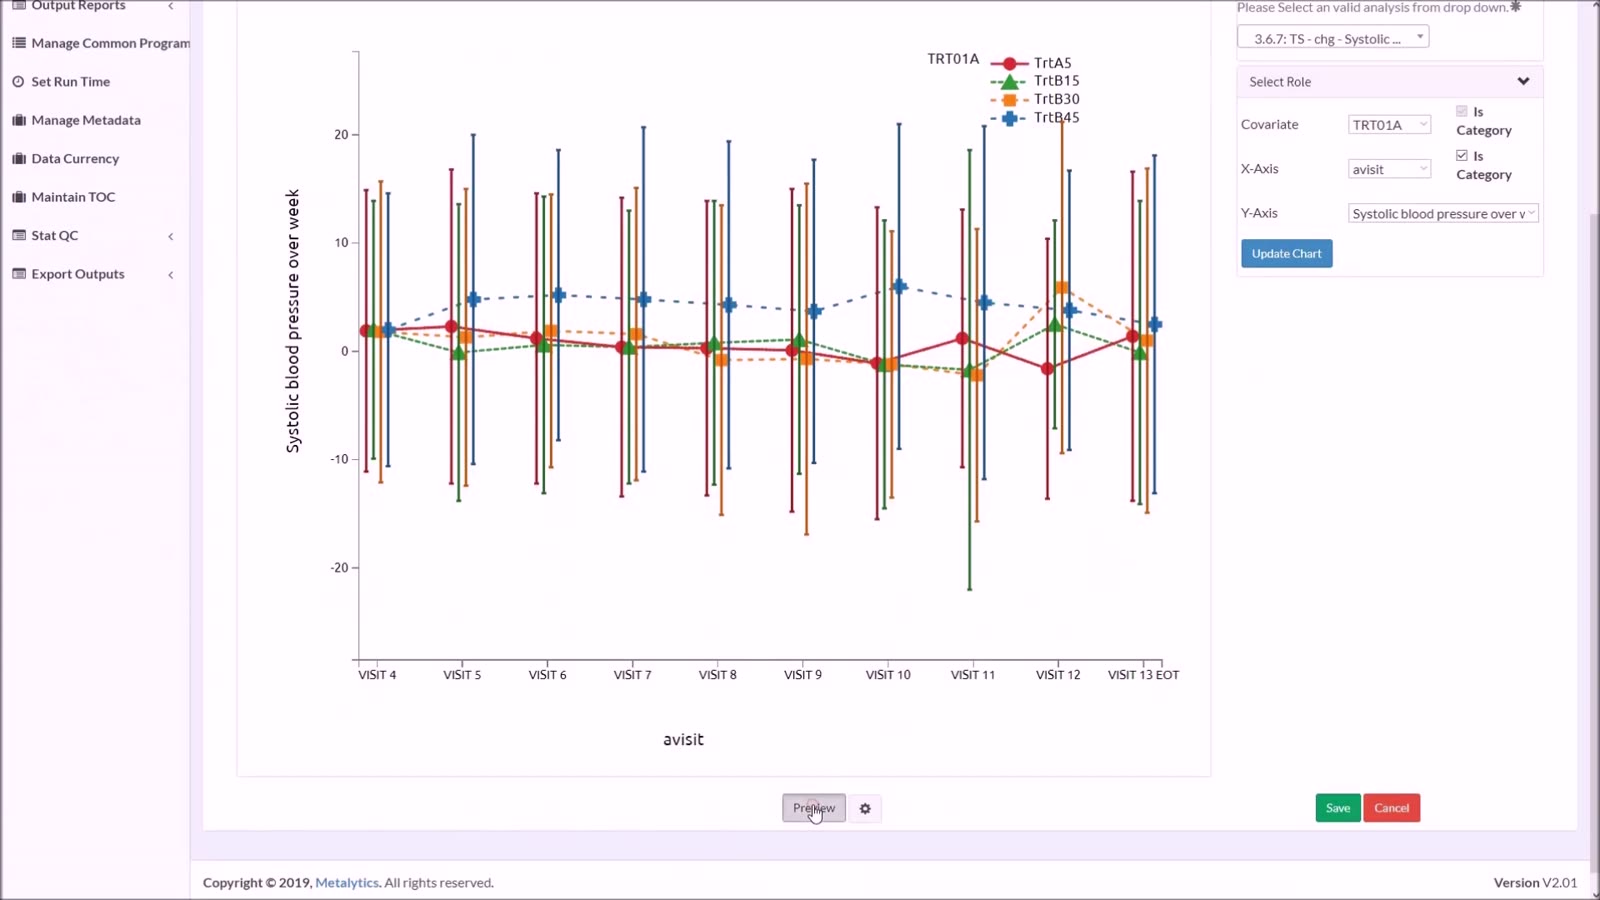 Output Reports
Manage Common Program
Set Run Time
Manage Metadata
Data Currency
Maintain TOC
Stat QC
Export Outputs
TRT01A
TrtA5
TrtB15
TrtB30
TrtB45
Systolic blood pressure over week
20
10
0
-10
-20
VISIT 4
VISIT 5
VISIT 6
VISIT 7
VISIT 8
VISIT 9
VISIT 10
VISIT 11
VISIT 12
VISIT 13 EOT
avisit
Please Select an valid analysis from drop down.*
3.6.7: TS - chg - Systolic ...
Select Role
Covariate
TRT01A
Is
Category
X-Axis
avisit
Is
Category
Y-Axis
Systolic blood pressure over v
Update Chart
Preview
Save
Cancel
Copyright © 2019, Metalytics. All rights reserved.
Version V2.01